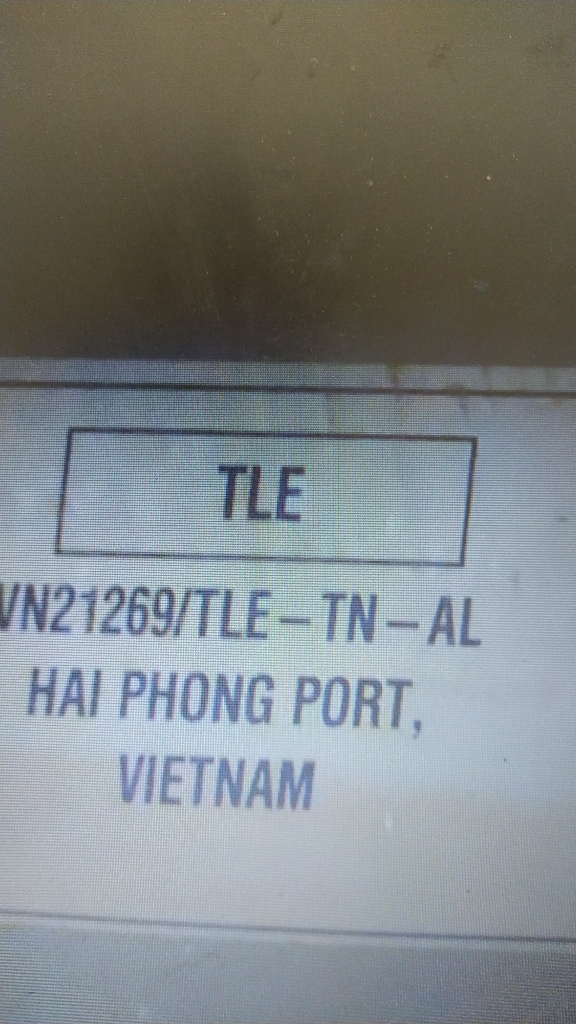 TLE
VN21269/TLE-TN-AL
HAI PHONG PORT,
VIETNAM